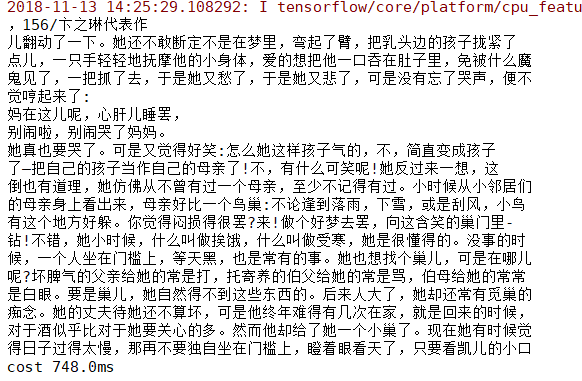 2018-11-13 14:25:29.108292: I tensorflow/core/platform/cpu_featu
，156/卞之琳代表作
儿翻动了一下。她还不敢断定不是在梦里，弯起了臂，把乳头边的孩子拢紧了
点儿，一只手轻轻地抚摩他的小身体，爱的想把他一口吞在肚子里，免被什么魔
鬼见了，一把抓了去，于是她又愁了，于是她又悲了，可是没有忘了哭声，便不
觉哼起来了:
妈在这儿呢，心肝儿睡罢，
别闹啦，别闹哭了妈妈。
她真也要哭了。可是又觉得好笑:怎么她这样孩子气的，不，简直变成孩子
了—把自己的孩子当作自己的母亲了!不，有什么可笑呢!她反过来一想，这
倒也有道理，她仿佛从不曾有过一个母亲，至少不记得有过。小时候从小邻居们
的母亲身上看出来，母亲好比一个鸟巢:不论逢到落雨，下雪，或是刮风，小鸟
有这个地方好躲。你觉得闷损得很罢?来!做个好梦去罢，向这含笑的巢门里-
钻!不错，她小时候，什么叫做挨饿，什么叫做受寒，她是很懂得的。没事的时
候，一个人坐在门槛上，等天黑，也是常有的事。她也想找个巢儿，可是在哪儿
呢?坏脾气的父亲给她的常是打，托寄养的伯父给她的常是骂，伯母给她的常常
是白眼。要是巢儿，她自然得不到这些东西的。后来人大了，她却还常有觅巢的
痴念。她的丈夫待她还不算坏，可是他终年难得有几次在家，就是回来的时候，
对于酒似乎比对于她要关心的多。然而他却给了她一个小巢了。现在她有时候觉
得日子过得太慢，那再不要独自坐在门槛上，瞪着眼看天了，只要看凯儿的小口
cost 748.0ms